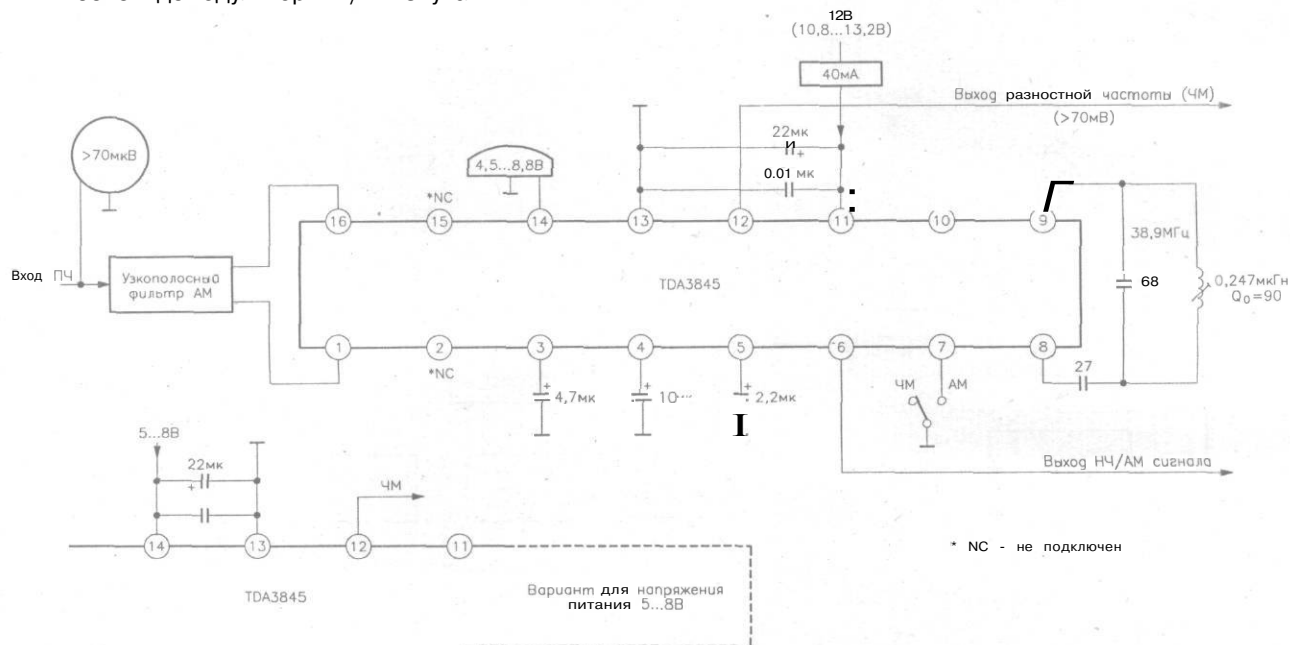 12В
(10,8...13,2В)
40мА
Выход разностной частоты (ЧМ)
(>70мВ)
>70мкВ
22мк
+
4,5...8,8В
0.01 мк
*NC
16
15
14
13
12
11
10
9
38,9МГц
Вход ПЧ
Узкополосный
фильтр АМ
TDA3845
68
0,247мкГн
Q₀=90
1
2
3
4
5
6
7
8
*NC
27
+
4,7мк
+
10
+
2,2мк
ЧМ
АМ
5...8В
22мк
+
ЧМ
Выход НЧ/АМ сигнала
14
13
12
11
* NC - не подключен
TDA3845
Вариант для напряжения
питания 5...8В